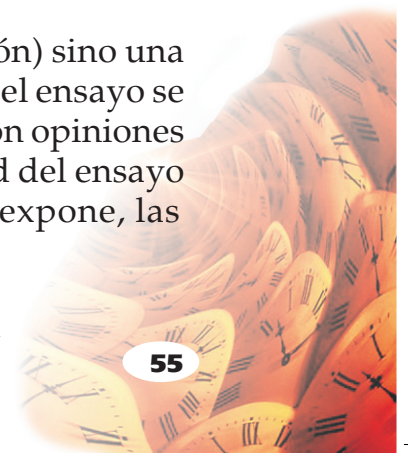 ón) sino una
el ensayo se
on opiniones
d del ensayo
expone, las
55